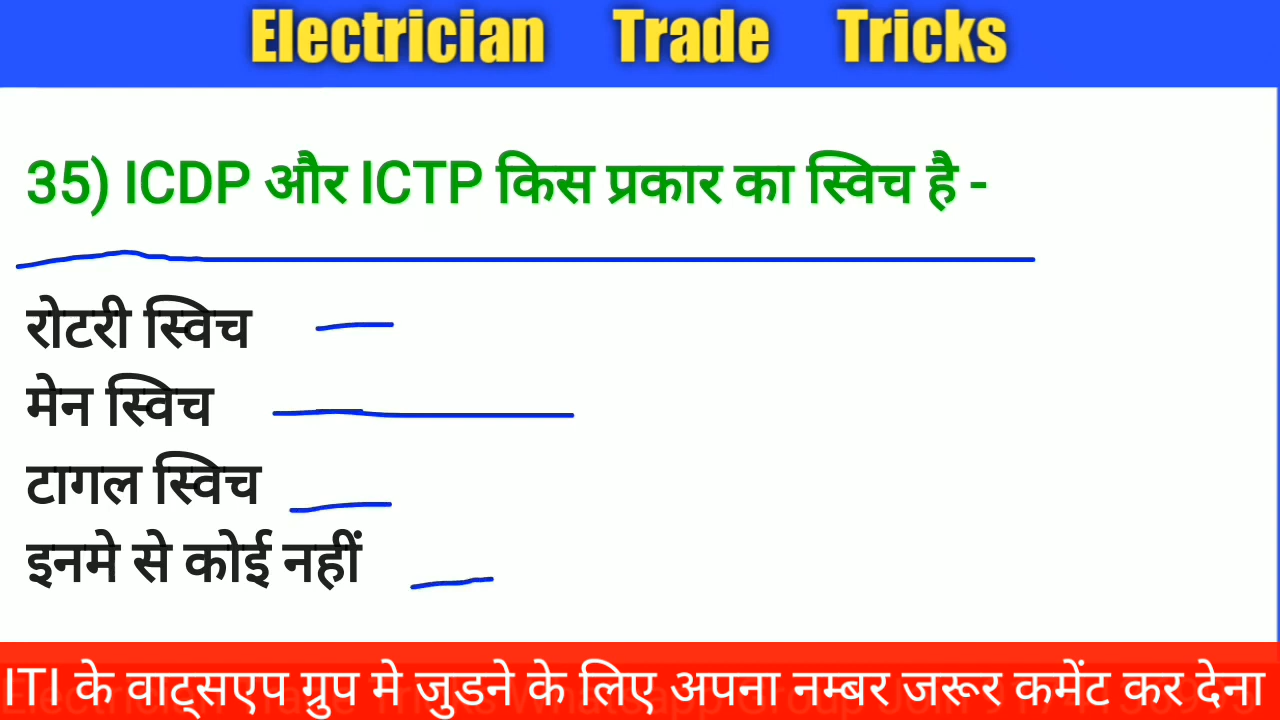 Electrician Trade Tricks
35) ICDP और ICTP किस प्रकार का स्विच है -
रोटरी स्विच
मेन स्विच
टागल स्विच
इनमे से कोई नहीं
ITI के वाट्सएप ग्रुप मे जुडने के लिए अपना नम्बर जरूर कमेंट कर देना